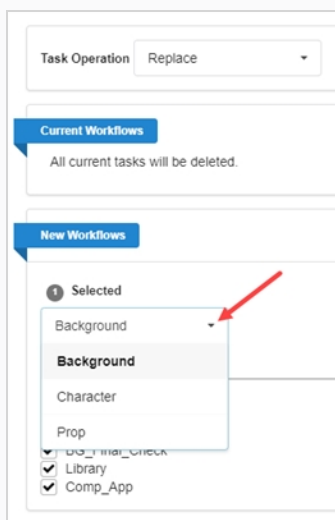 Task Operation Replace
Current Workflows
All current tasks will be deleted.
New Workflows
1 Selected
Background
Background
Character
Prop
BG_Final_Check
Library
Comp_App